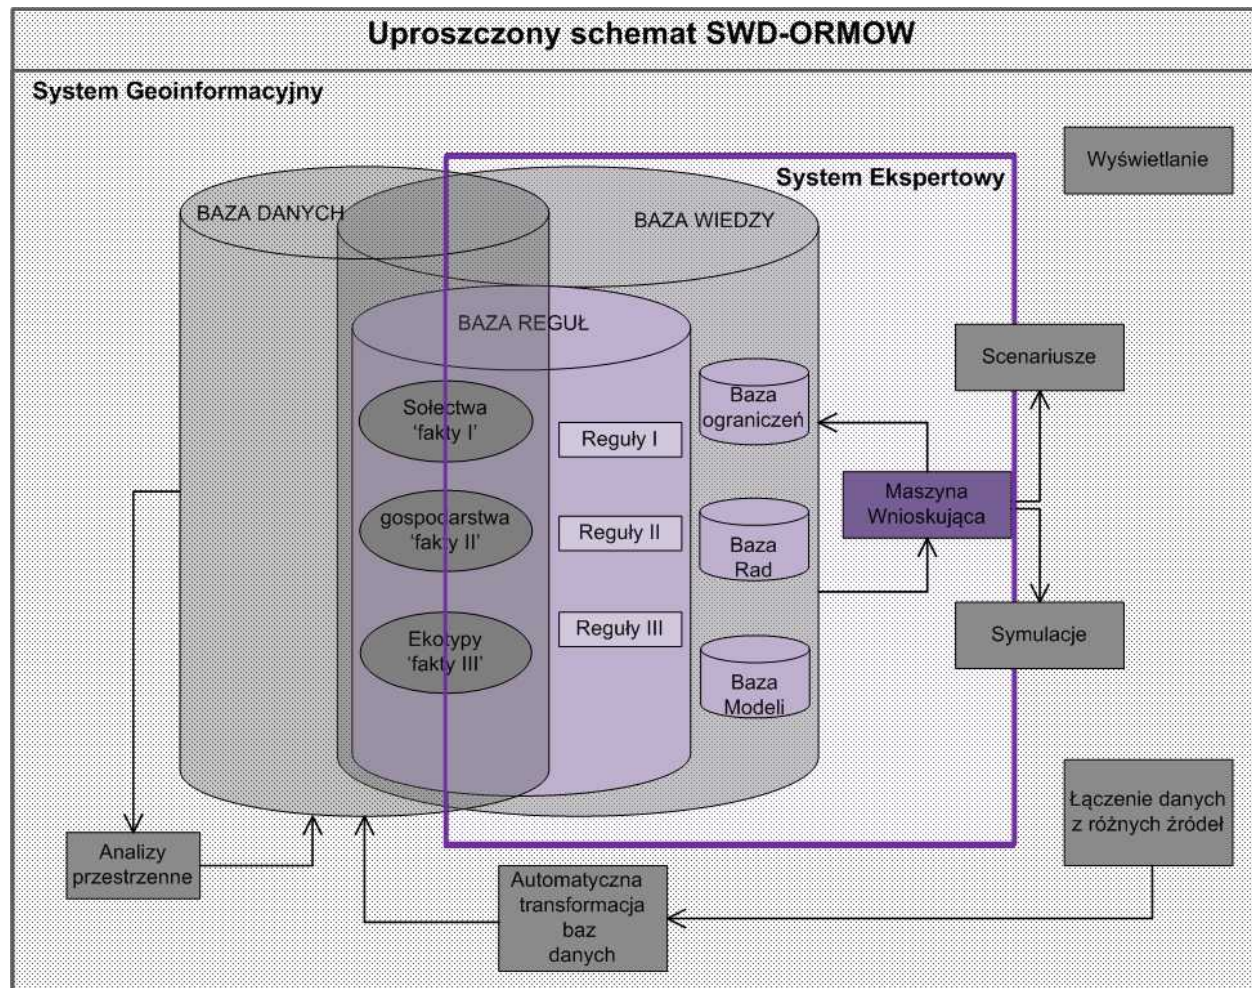 Uproszczony schemat SWD-ORMOW
System Geoinformacyjny
Wyświetlanie
System Ekspertowy
BAZA DANYCH
BAZA WIEDZY
BAZA REGUŁ
Scenariusze
Baza
ograniczeń
Sołectwa
‘fakty I’
Reguły I
Maszyna
Wnioskująca
gospodarstwa
‘fakty II’
Reguły II
Baza
Rad
Ekotypy
‘fakty III’
Reguły III
Symulacje
Baza
Modeli
Łączenie danych
z różnych źródeł
Analizy
przestrzenne
Automatyczna
transformacja
baz
danych